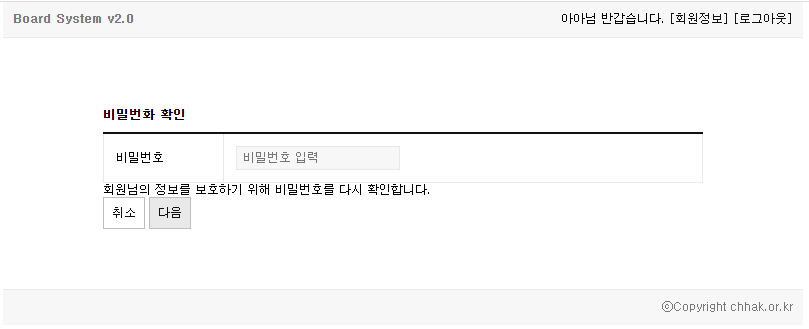 Board System v2.0
아아님 반갑습니다. [회원정보] [로그아웃]
비밀번화 확인
비밀번호
비밀번호 입력
회원님의 정보를 보호하기 위해 비밀번호를 다시 확인합니다.
취소 다음
ⓒCopyright chhak.or.kr